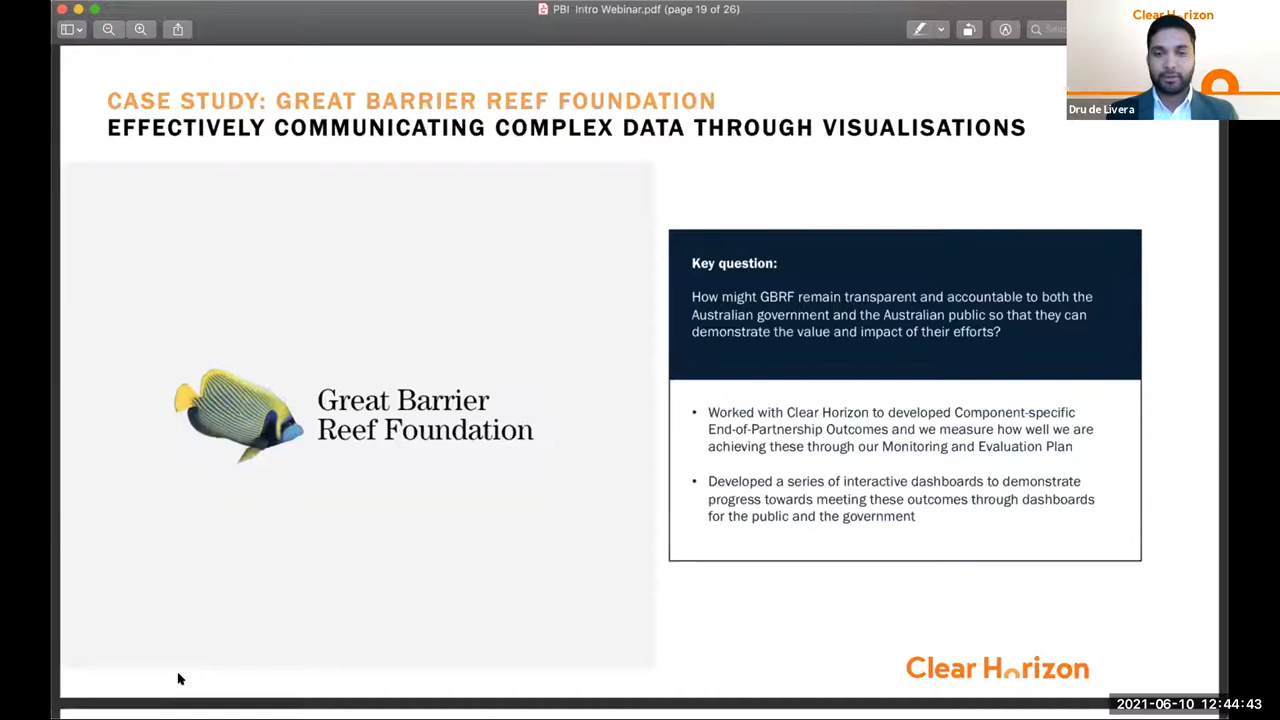 PBI Intro Webinar.pdf (page 19 of 26)
Clear Horizon
Dru de Livera
CASE STUDY: GREAT BARRIER REEF FOUNDATION
EFFECTIVELY COMMUNICATING COMPLEX DATA THROUGH VISUALISATIONS
Great Barrier
Reef Foundation
Key question:
How might GBRF remain transparent and accountable to both the
Australian government and the Australian public so that they can
demonstrate the value and impact of their efforts?
• Worked with Clear Horizon to developed Component-specific
End-of-Partnership Outcomes and we measure how well we are
achieving these through our Monitoring and Evaluation Plan
• Developed a series of interactive dashboards to demonstrate
progress towards meeting these outcomes through dashboards
for the public and the government
Clear Horizon
2021-06-10 12:44:43